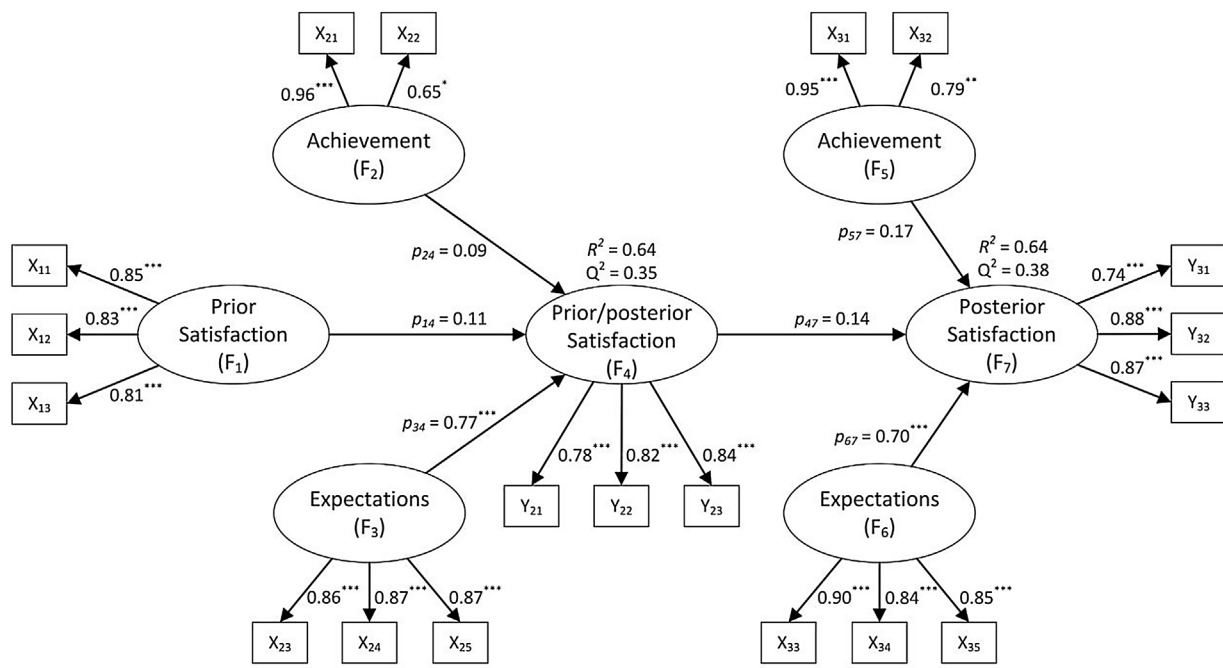 X₂₁ X₂₂ X₃₁ X₃₂
0.96*** 0.65* 0.95*** 0.79**
Achievement
(F₂)
Achievement
(F₅)
p₂₄ = 0.09
R² = 0.64
Q² = 0.35
p₅₇ = 0.17
R² = 0.64
Q² = 0.38
X₁₁
0.85***
X₁₂
0.83***
X₁₃
0.81***
Prior
Satisfaction
(F₁)
p₁₄ = 0.11
Prior/posterior
Satisfaction
(F₄)
p₄₇ = 0.14
Posterior
Satisfaction
(F₇)
0.74***
Y₃₁
0.88***
Y₃₂
0.87***
Y₃₃
p₃₄ = 0.77***
0.78*** 0.82*** 0.84***
Y₂₁ Y₂₂ Y₂₃
p₆₇ = 0.70***
Expectations
(F₃)
Expectations
(F₆)
0.86*** 0.87*** 0.87***
X₂₃ X₂₄ X₂₅
0.90*** 0.84*** 0.85***
X₃₃ X₃₄ X₃₅